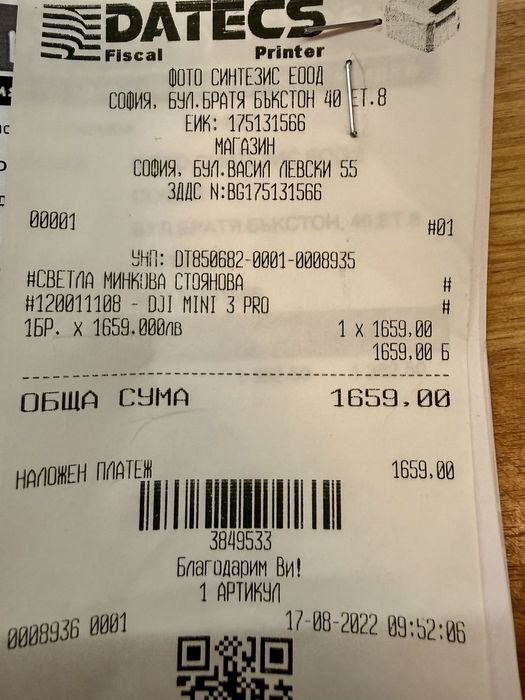 DATECS
Fiscal Printer
ФОТО СИНТЕЗИС ЕООД
СОФИЯ, БУЛ.БРАТЯ БЪКСТОН 40 ЕТ.8
ЕИК: 175131566
МАГАЗИН
СОФИЯ, БУЛ.ВАСИЛ ЛЕВСКИ 55
ЗДДС N:BG175131566
00001 #01
УНП: DT850682-0001-0008935
#СВЕТЛА МИНКОВА СТОЯНОВА #
#120011108 - DJI MINI 3 PRO #
1БР. x 1659.000лв 1 x 1659,00
1659.00 Б
ОБЩА СУМА 1659.00
НАЛОЖЕН ПЛАТЕЖ 1659.00
3849533
Благодарим Ви!
1 АРТИКУЛ
0008936 0001 17-08-2022 09:52:06